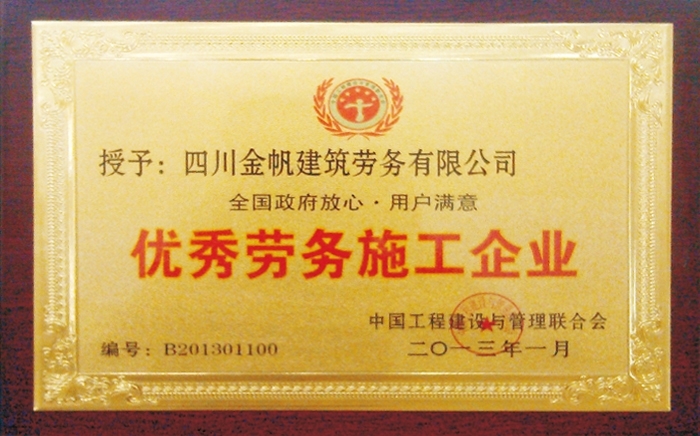 授予：四川金帆建筑劳务有限公司
全国政府放心·用户满意
优秀劳务施工企业
中国工程建设与管理联合会
编号：B201301100
二〇一三年一月